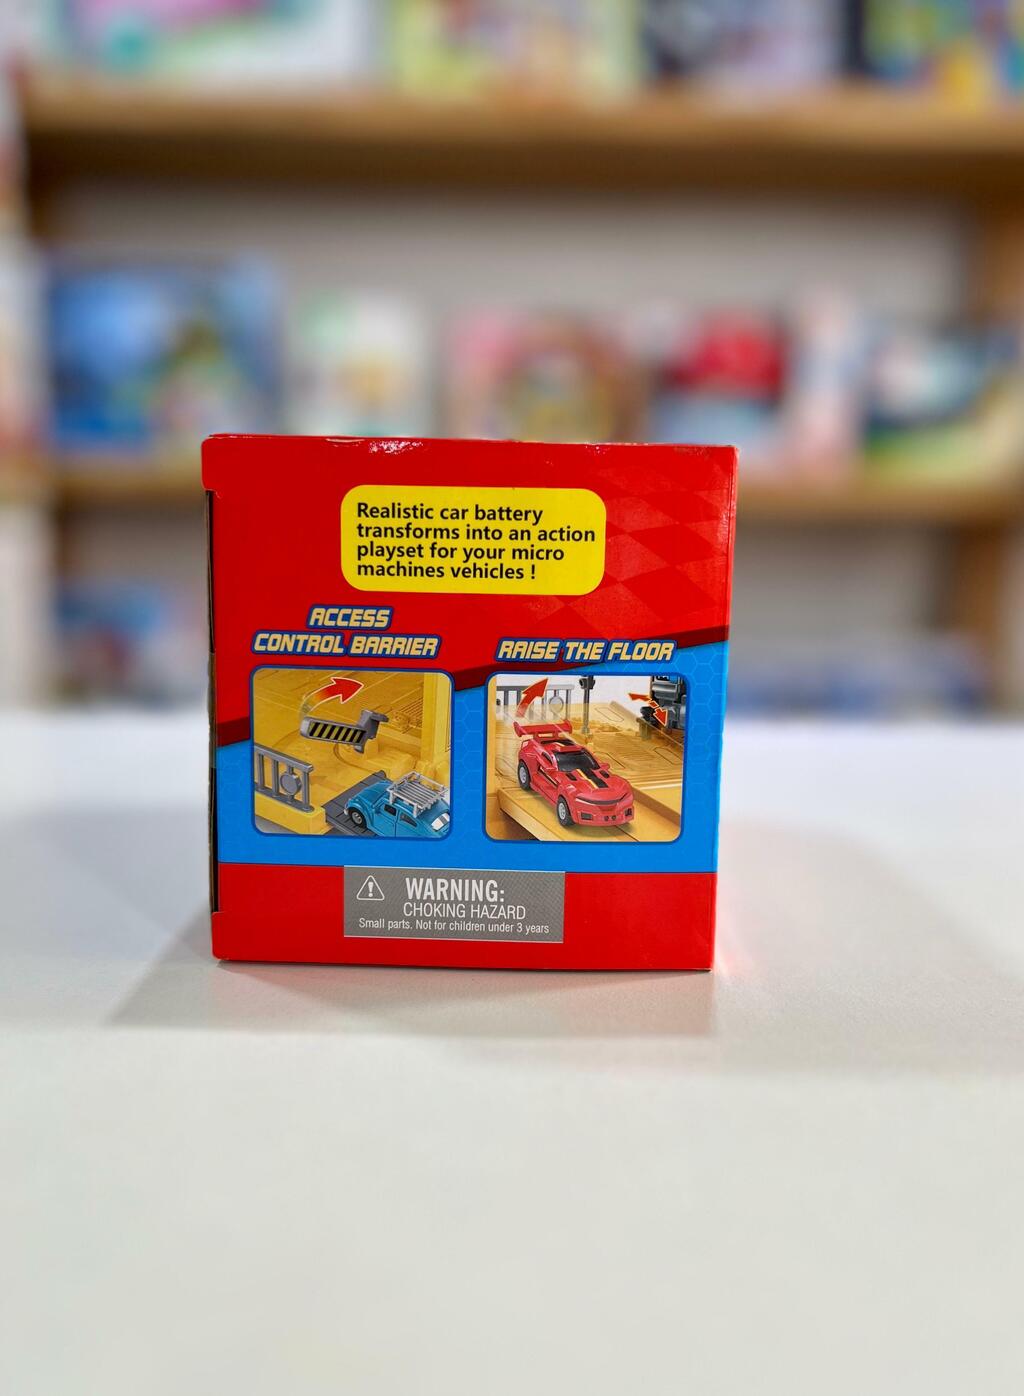 Realistic car battery
transforms into an action
playset for your micro
machines vehicles !
ACCESS
CONTROL BARRIER
RAISE THE FLOOR
WARNING:
CHOKING HAZARD
Small parts. Not for children under 3 years